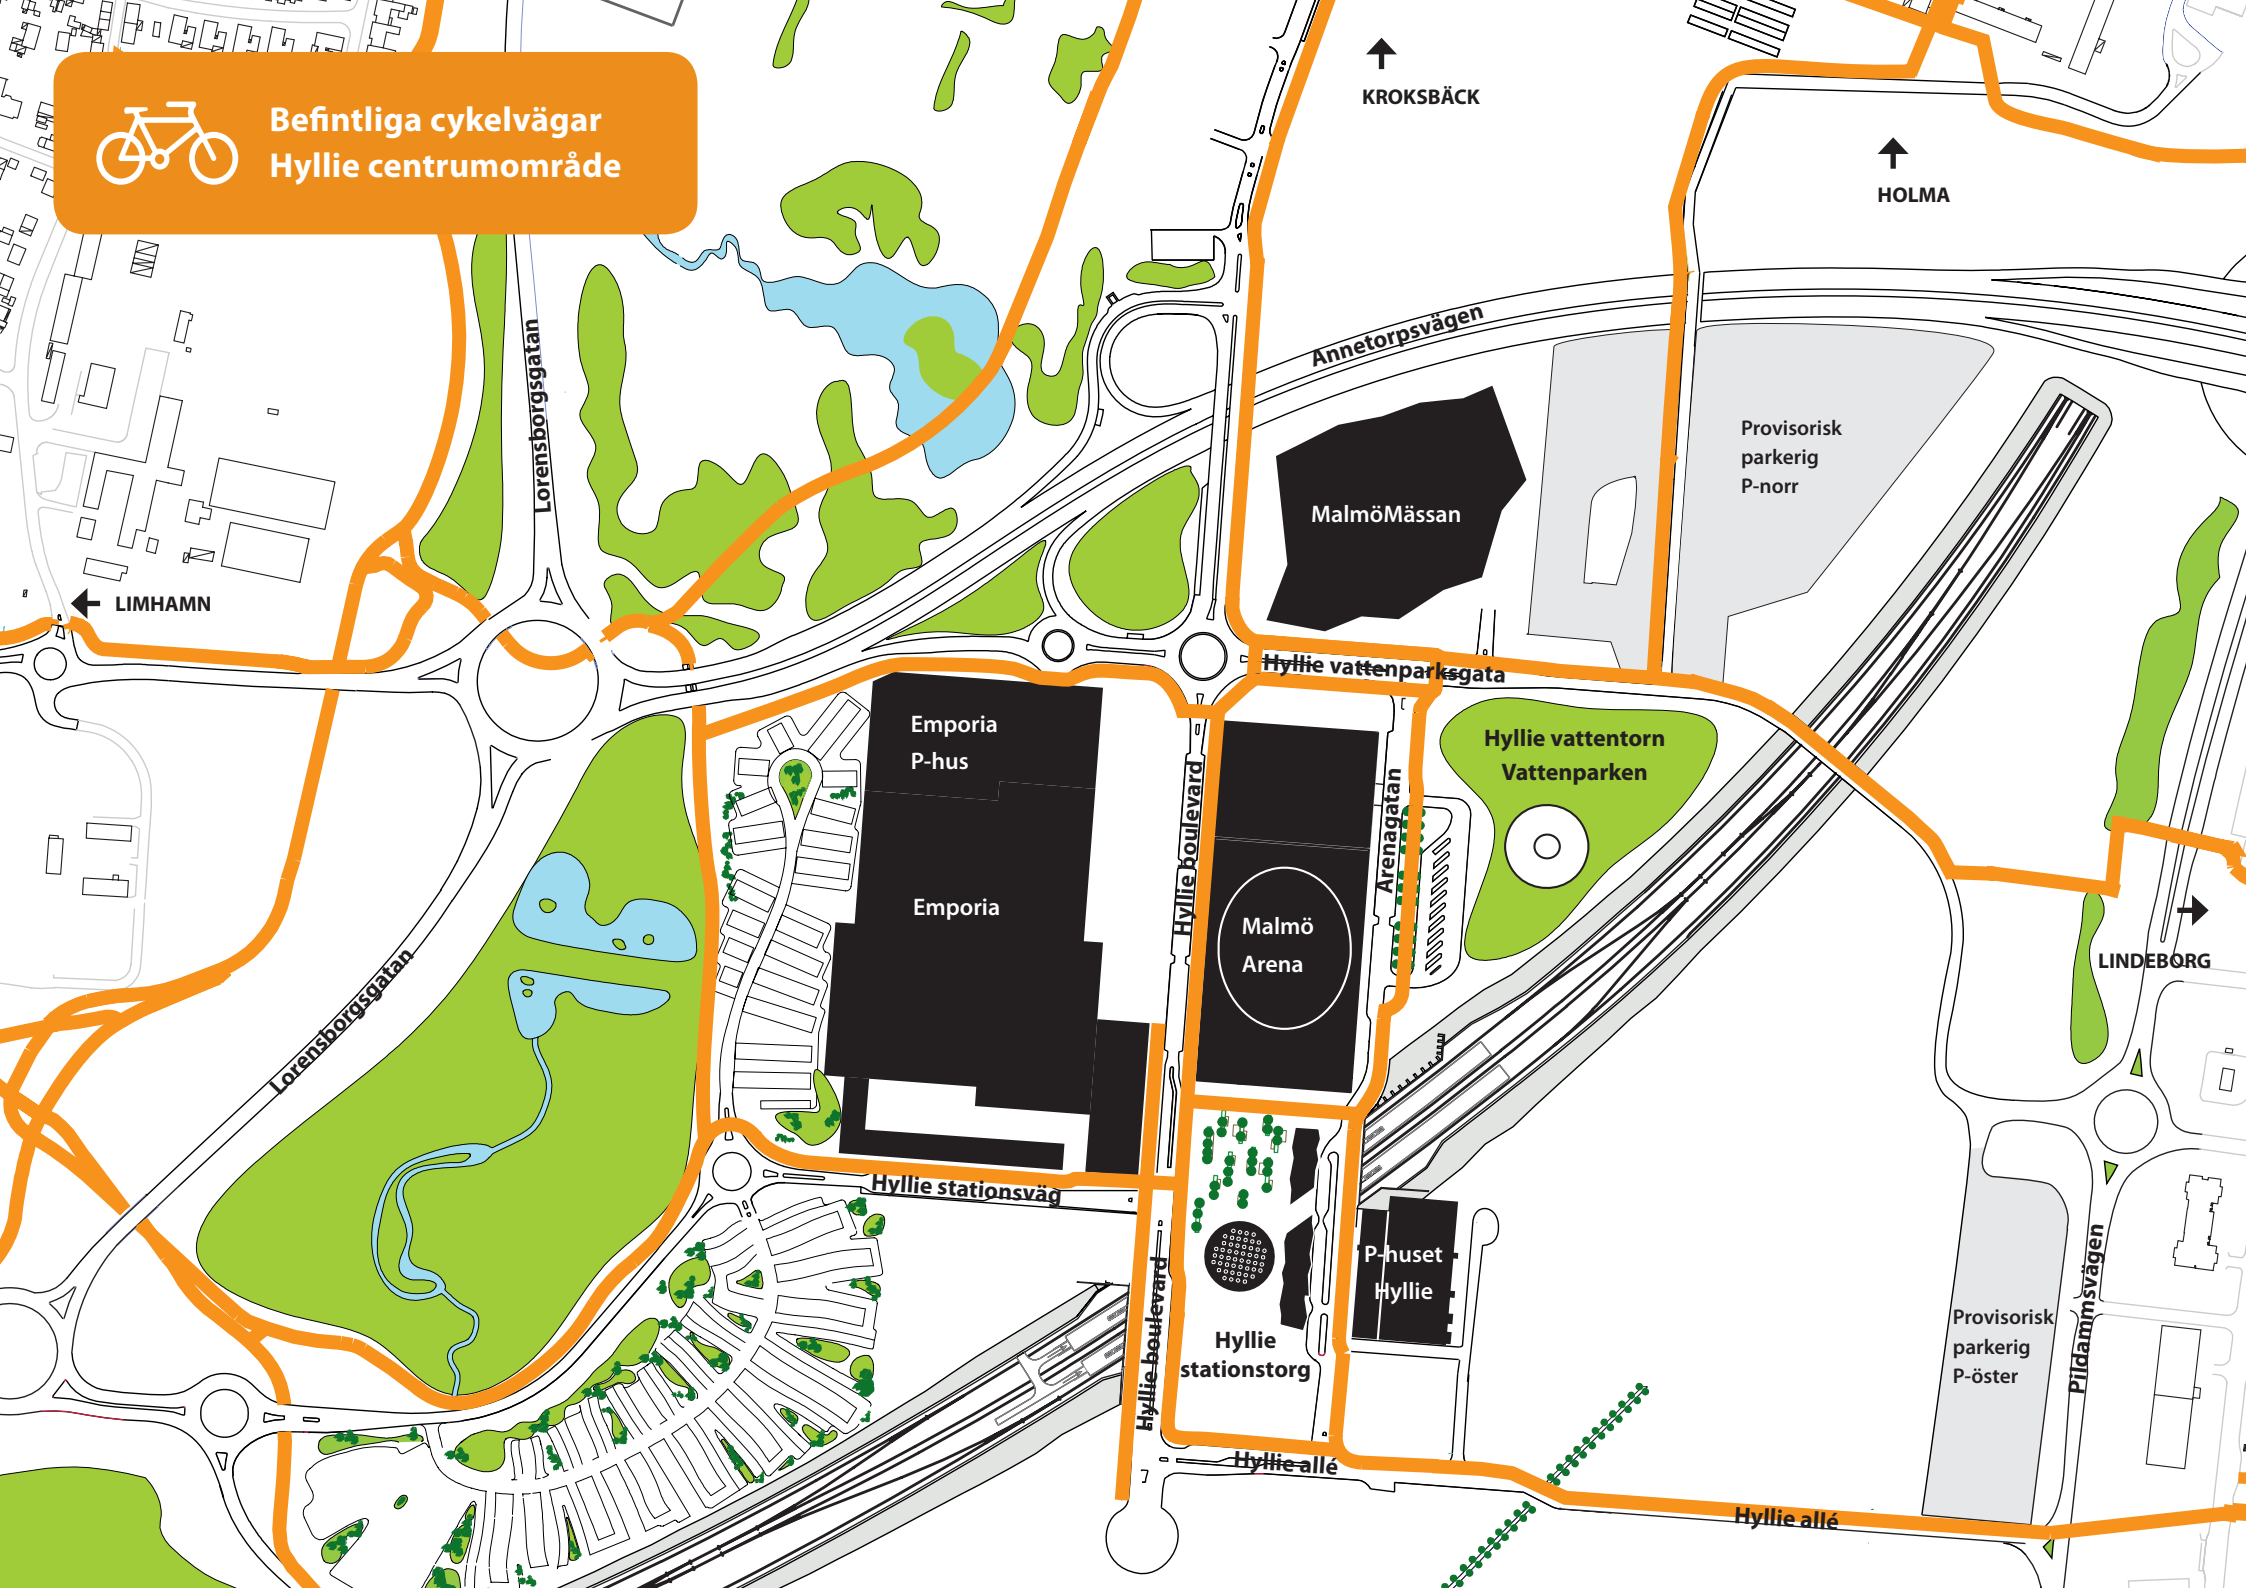 Befintliga cykelvägar
Hyllie centrumområde
KROKSBÄCK
HOLMA
Annetorpsvägen
Lorensborgsgatan
Provisorisk
parkerig
P-norr
MalmöMässan
LIMHAMN
Hyllie vattenparksgata
Emporia
P-hus
Hyllie vattentorn
Vattenparken
Hyllie boulevard
Arenagatan
Emporia
Malmö
Arena
LINDEBORG
Lorensborgsgatan
Hyllie stationsväg
P-huset
Hyllie
Hyllie boulevard
Hyllie
stationstorg
Provisorisk
parkerig
P-öster
Pildammsvägen
Hyllie allé
Hyllie allé